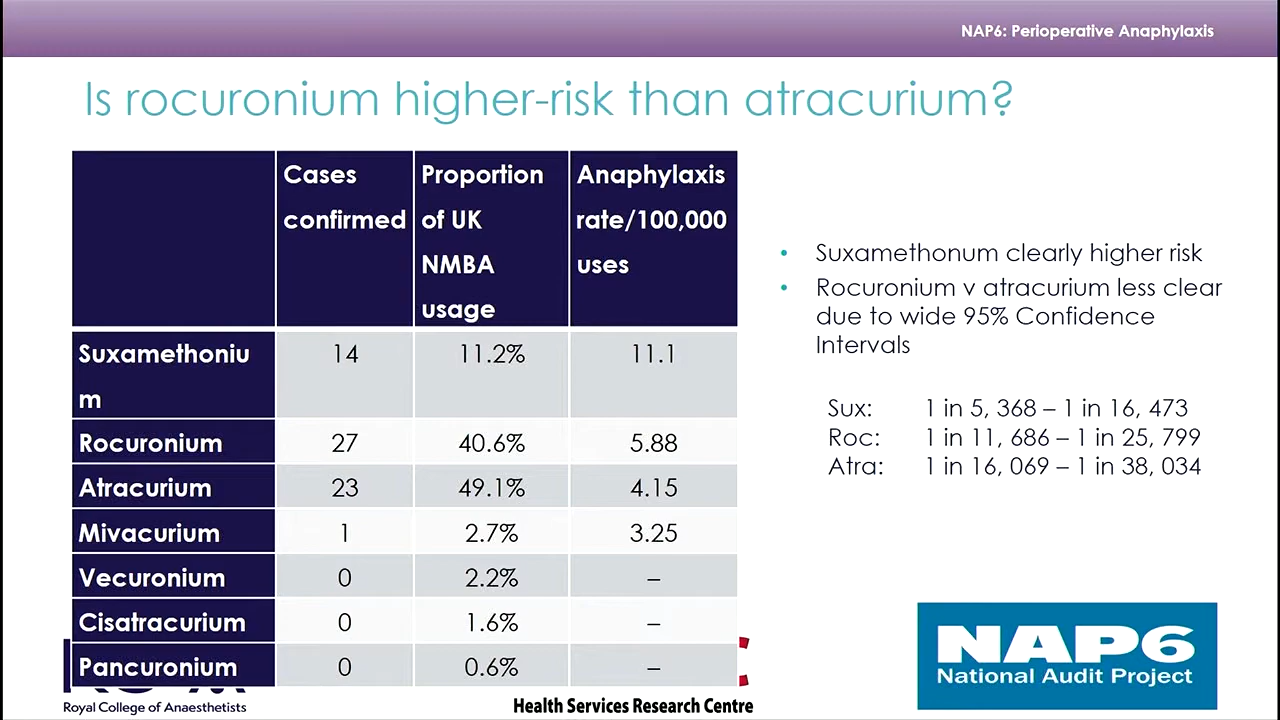 NAP6: Perioperative Anaphylaxis
Is rocuronium higher-risk than atracurium?
Cases confirmed
Proportion of UK NMBA usage
Anaphylaxis rate/100,000 uses
Suxamethonium 14 11.2% 11.1
Rocuronium 27 40.6% 5.88
Atracurium 23 49.1% 4.15
Mivacurium 1 2.7% 3.25
Vecuronium 0 2.2% –
Cisatracurium 0 1.6% –
Pancuronium 0 0.6% –
• Suxamethonum clearly higher risk
• Rocuronium v atracurium less clear
due to wide 95% Confidence
Intervals
Sux: 1 in 5, 368 – 1 in 16, 473
Roc: 1 in 11, 686 – 1 in 25, 799
Atra: 1 in 16, 069 – 1 in 38, 034
Royal College of Anaesthetists
Health Services Research Centre
NAP6
National Audit Project